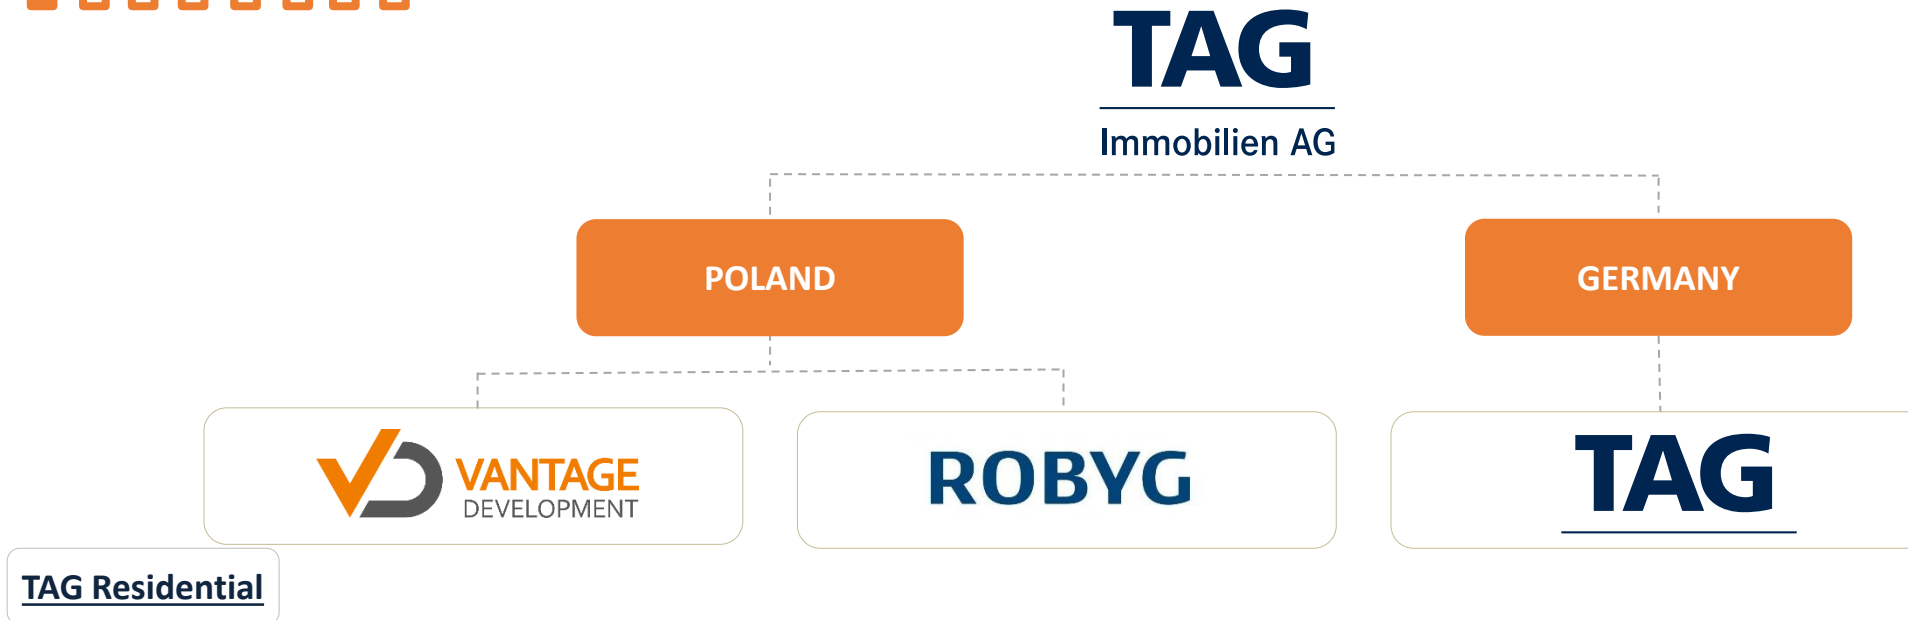 TAG
Immobilien AG
POLAND
GERMANY
VANTAGE
DEVELOPMENT
ROBYG
TAG
TAG Residential